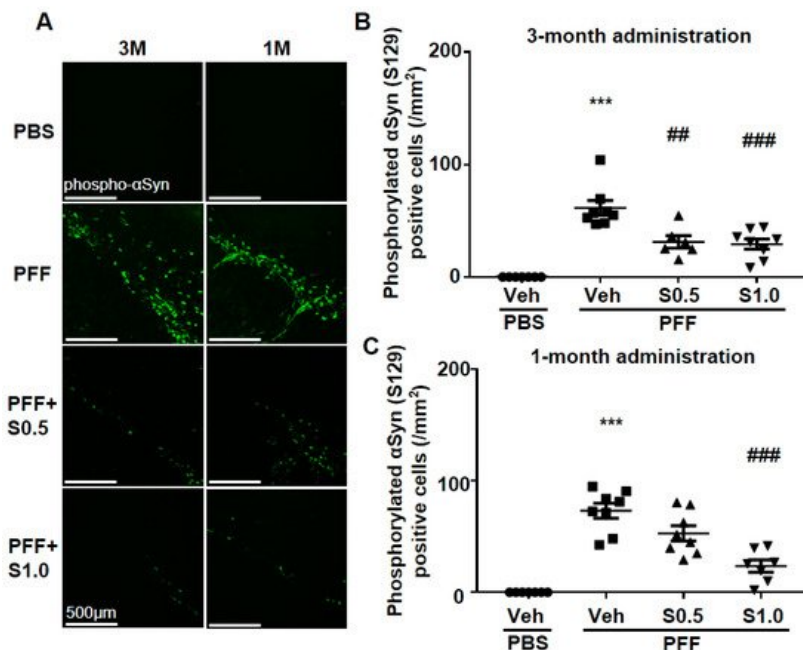 A
3M 1M
PBS
phospho-αSyn
PFF
PFF+
S0.5
PFF+
S1.0
500μm
B
3-month administration
Phosphorylated αSyn (S129)
positive cells (/mm²)
200
100
0
***
##
###
Veh Veh S0.5 S1.0
PBS PFF
C
1-month administration
Phosphorylated αSyn (S129)
positive cells (/mm²)
200
100
0
***
###
Veh Veh S0.5 S1.0
PBS PFF